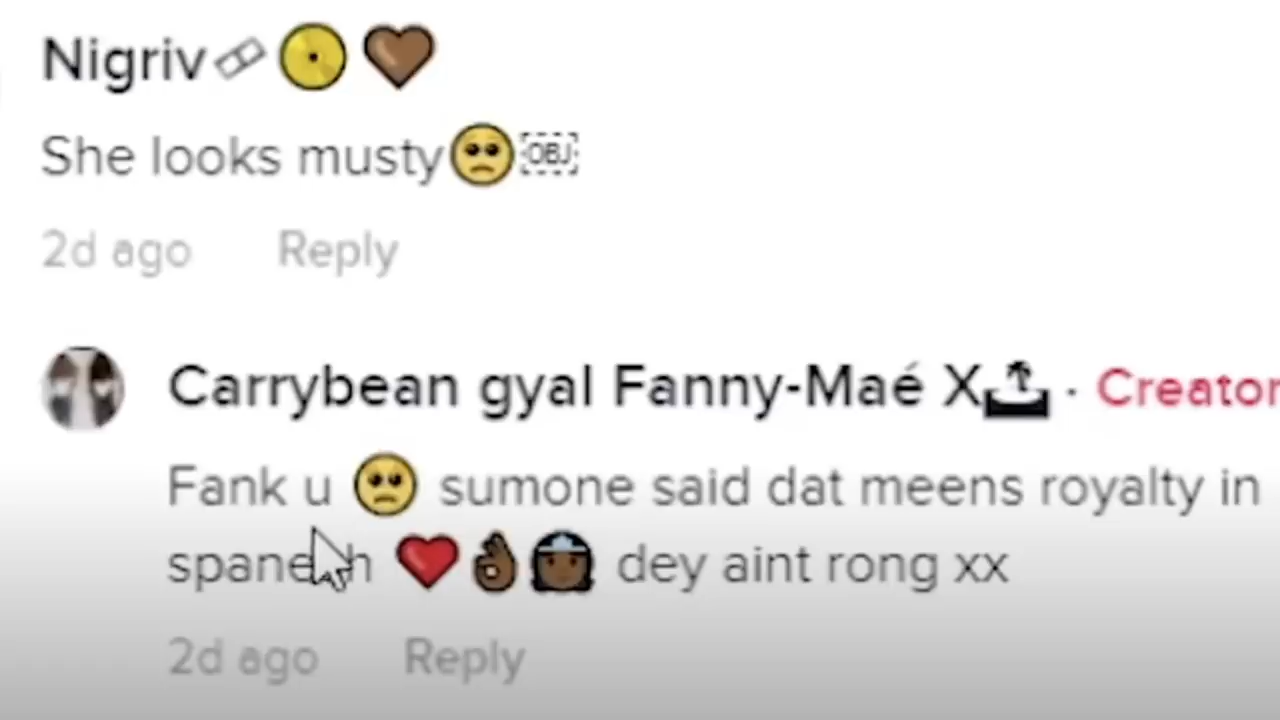 Nigriv
She looks musty🥺OBJ
2d ago Reply
Carrybean gyal Fanny-Maé X · Creator
Fank u 🥺 sumone said dat meens royalty in
spanesh ❤️👌🏾👸🏾 dey aint rong xx
2d ago Reply